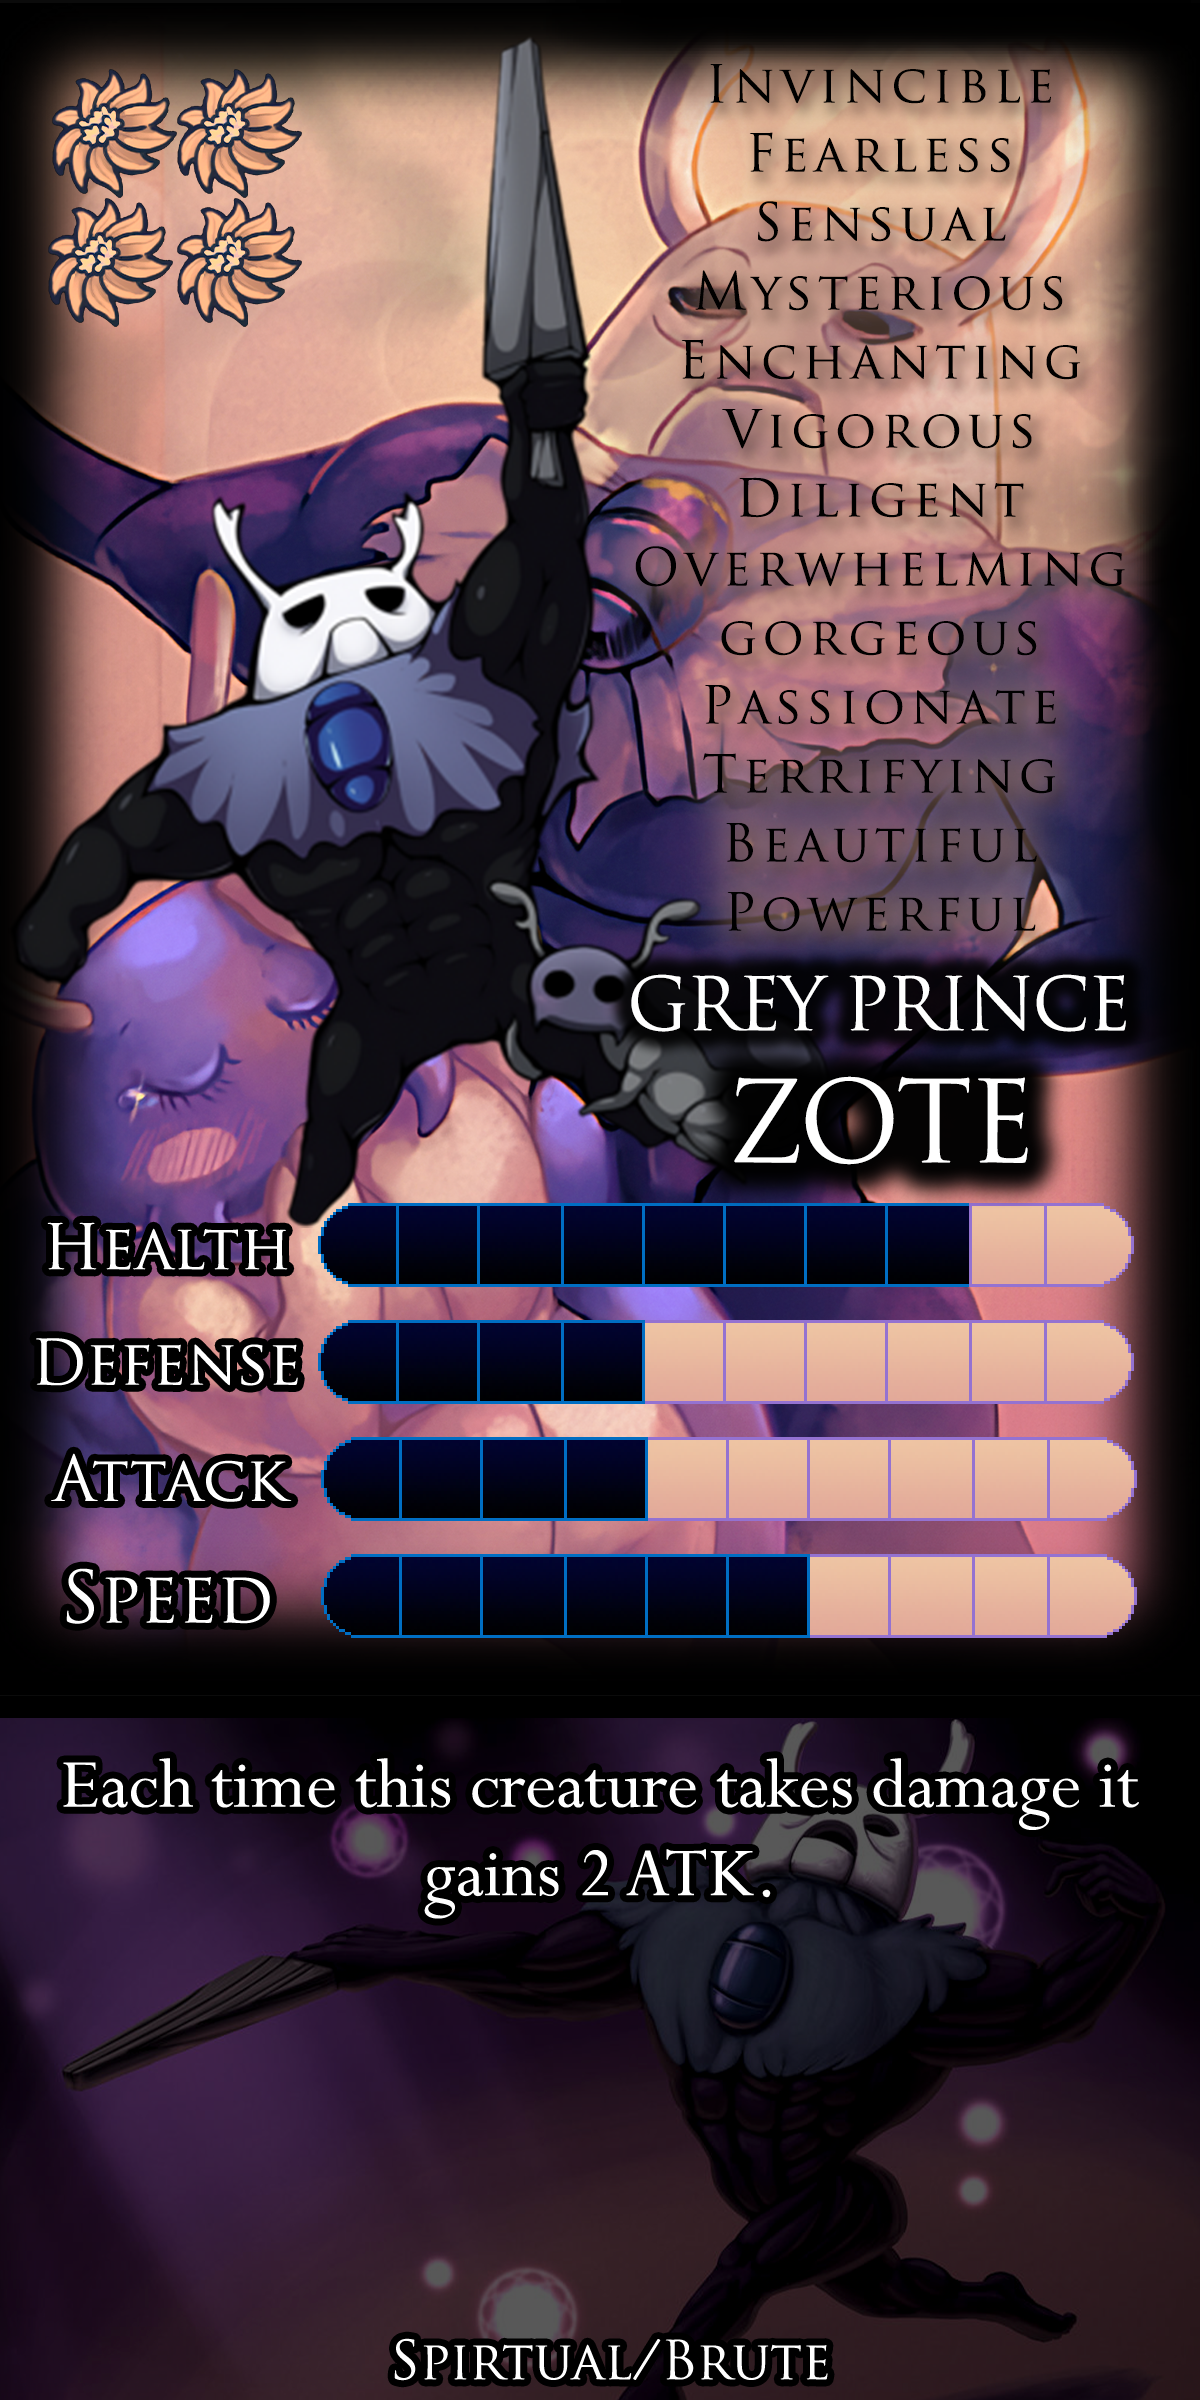 Invincible
Fearless
Sensual
Mysterious
Enchanting
Vigorous
Diligent
Overwhelming
gorgeous
Passionate
Terrifying
Beautiful
Powerful
GREY PRINCE
ZOTE
Health
Defense
Attack
Speed
Each time this creature takes damage it
gains 2 ATK.
Spirtual/Brute